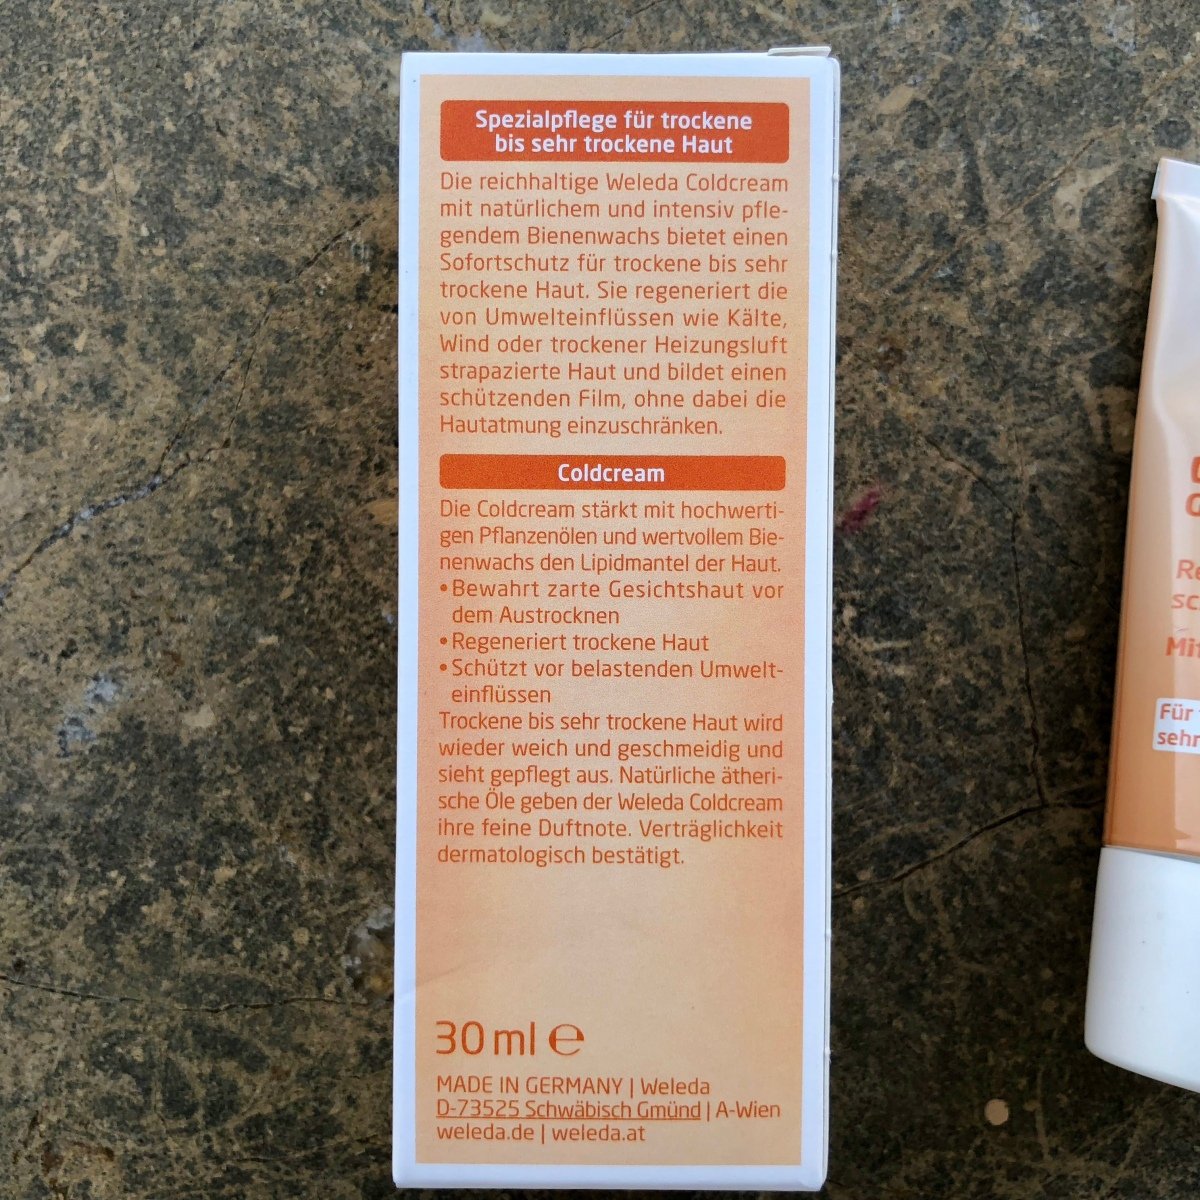 Spezialpflege für trockene
bis sehr trockene Haut
Die reichhaltige Weleda Coldcream
mit natürlichem und intensiv pfle-
gendem Bienenwachs bietet einen
Sofortschutz für trockene bis sehr
trockene Haut. Sie regeneriert die
von Umwelteinflüssen wie Kälte,
Wind oder trockener Heizungsluft
strapazierte Haut und bildet einen
schützenden Film, ohne dabei die
Hautatmung einzuschränken.
Coldcream
Die Coldcream stärkt mit hochwerti-
gen Pflanzenölen und wertvollem Bie-
nenwachs den Lipidmantel der Haut.
• Bewahrt zarte Gesichtshaut vor
dem Austrocknen
• Regeneriert trockene Haut
• Schützt vor belastenden Umwelt-
einflüssen
Trockene bis sehr trockene Haut wird
wieder weich und geschmeidig und
sieht gepflegt aus. Natürliche ätheri-
sche Öle geben der Weleda Coldcream
ihre feine Duftnote. Verträglichkeit
dermatologisch bestätigt.
30 ml ℮
MADE IN GERMANY | Weleda
D-73525 Schwäbisch Gmünd | A-Wien
weleda.de | weleda.at
Für
sehr